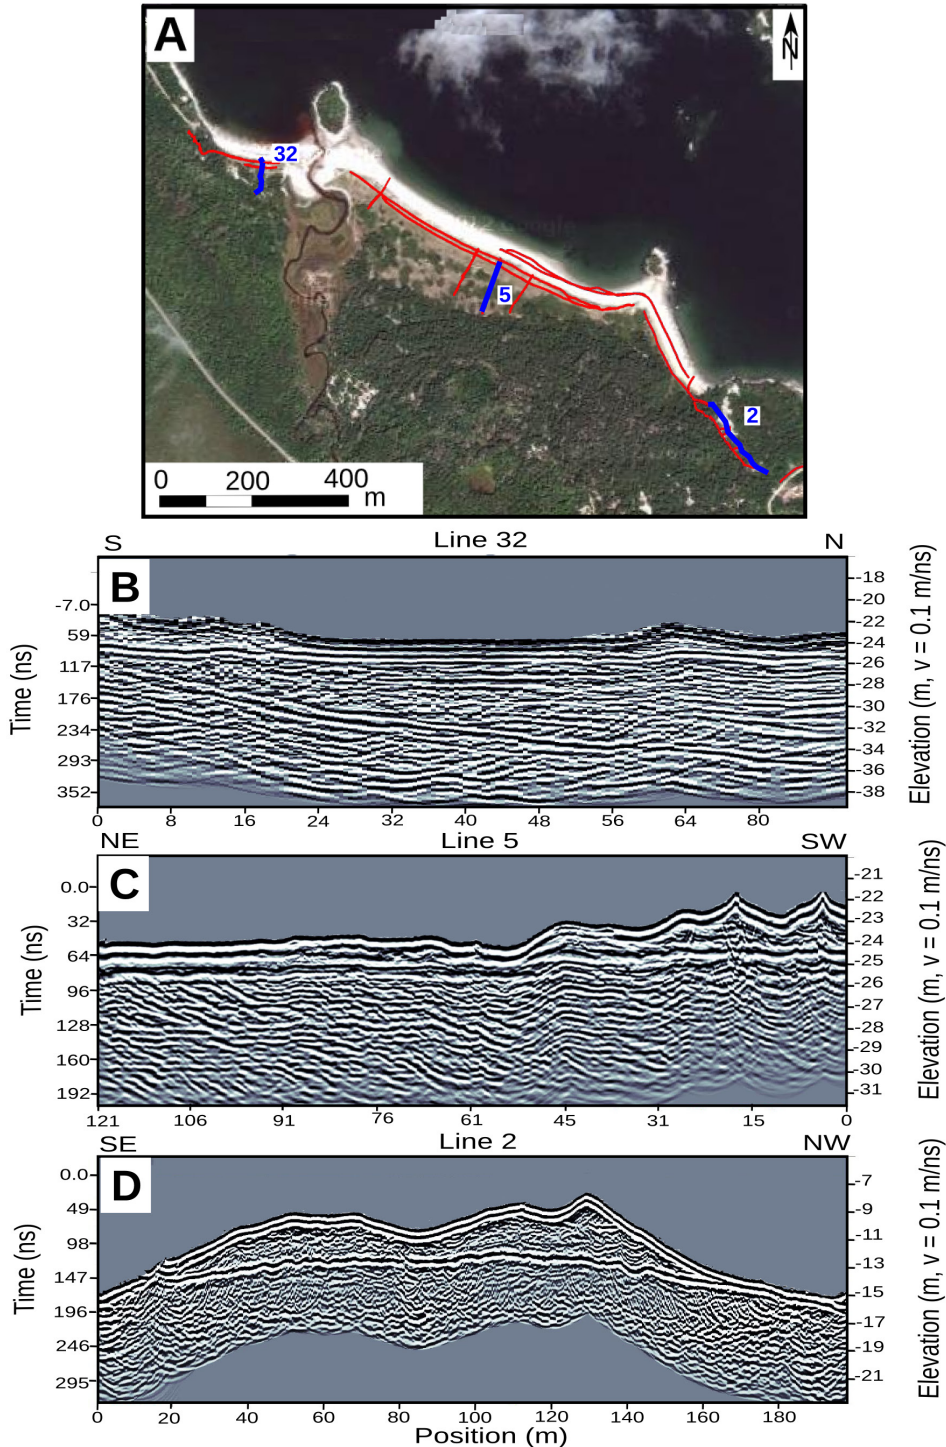 A
N
32
5
2
0 200 400 m
S Line 32 N
B
Time (ns)
-7.0
59
117
176
234
293
352
-18
-20
-22
-24
-26
-28
-30
-32
-34
-36
-38
Elevation (m, v = 0.1 m/ns)
0 8 16 24 32 40 48 56 64 80
NE Line 5 SW
C
Time (ns)
0.0
32
64
96
128
160
192
-21
-22
-23
-24
-25
-26
-27
-28
-29
-30
-31
Elevation (m, v = 0.1 m/ns)
121 106 91 76 61 45 31 15 0
SE Line 2 NW
D
Time (ns)
0.0
49
98
147
196
246
295
-7
-9
-11
-13
-15
-17
-19
-21
Elevation (m, v = 0.1 m/ns)
0 20 40 60 80 100 120 140 160 180
Position (m)